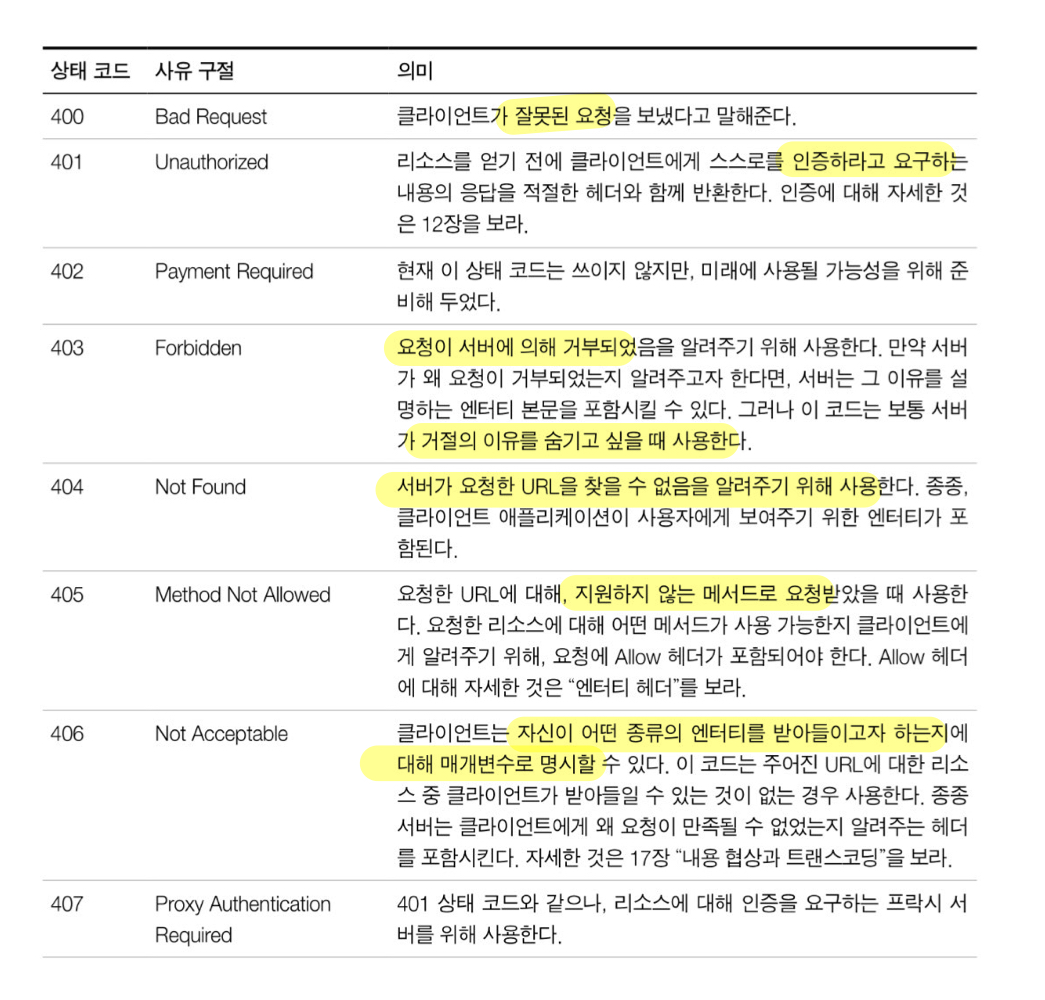 상태 코드 사유 구절 의미
400 Bad Request 클라이언트가 잘못된 요청을 보냈다고 말해준다.
401 Unauthorized 리소스를 얻기 전에 클라이언트에게 스스로를 인증하라고 요구하는
내용의 응답을 적절한 헤더와 함께 반환한다. 인증에 대해 자세한 것
은 12장을 보라.
402 Payment Required 현재 이 상태 코드는 쓰이지 않지만, 미래에 사용될 가능성을 위해 준
비해 두었다.
403 Forbidden 요청이 서버에 의해 거부되었음을 알려주기 위해 사용한다. 만약 서버
가 왜 요청이 거부되었는지 알려주고자 한다면, 서버는 그 이유를 설
명하는 엔터티 본문을 포함시킬 수 있다. 그러나 이 코드는 보통 서버
가 거절의 이유를 숨기고 싶을 때 사용한다.
404 Not Found 서버가 요청한 URL을 찾을 수 없음을 알려주기 위해 사용한다. 종종,
클라이언트 애플리케이션이 사용자에게 보여주기 위한 엔터티가 포
함된다.
405 Method Not Allowed 요청한 URL에 대해, 지원하지 않는 메서드로 요청받았을 때 사용한
다. 요청한 리소스에 대해 어떤 메서드가 사용 가능한지 클라이언트에
게 알려주기 위해, 요청에 Allow 헤더가 포함되어야 한다. Allow 헤더
에 대해 자세한 것은 “엔터티 헤더”를 보라.
406 Not Acceptable 클라이언트는 자신이 어떤 종류의 엔터티를 받아들이고자 하는지에
대해 매개변수로 명시할 수 있다. 이 코드는 주어진 URL에 대한 리소
스 중 클라이언트가 받아들일 수 있는 것이 없는 경우 사용한다. 종종
서버는 클라이언트에게 왜 요청이 만족될 수 없었는지 알려주는 헤더
를 포함시킨다. 자세한 것은 17장 “내용 협상과 트랜스코딩”을 보라.
407 Proxy Authentication 401 상태 코드와 같으나, 리소스에 대해 인증을 요구하는 프락시 서
Required 버를 위해 사용한다.